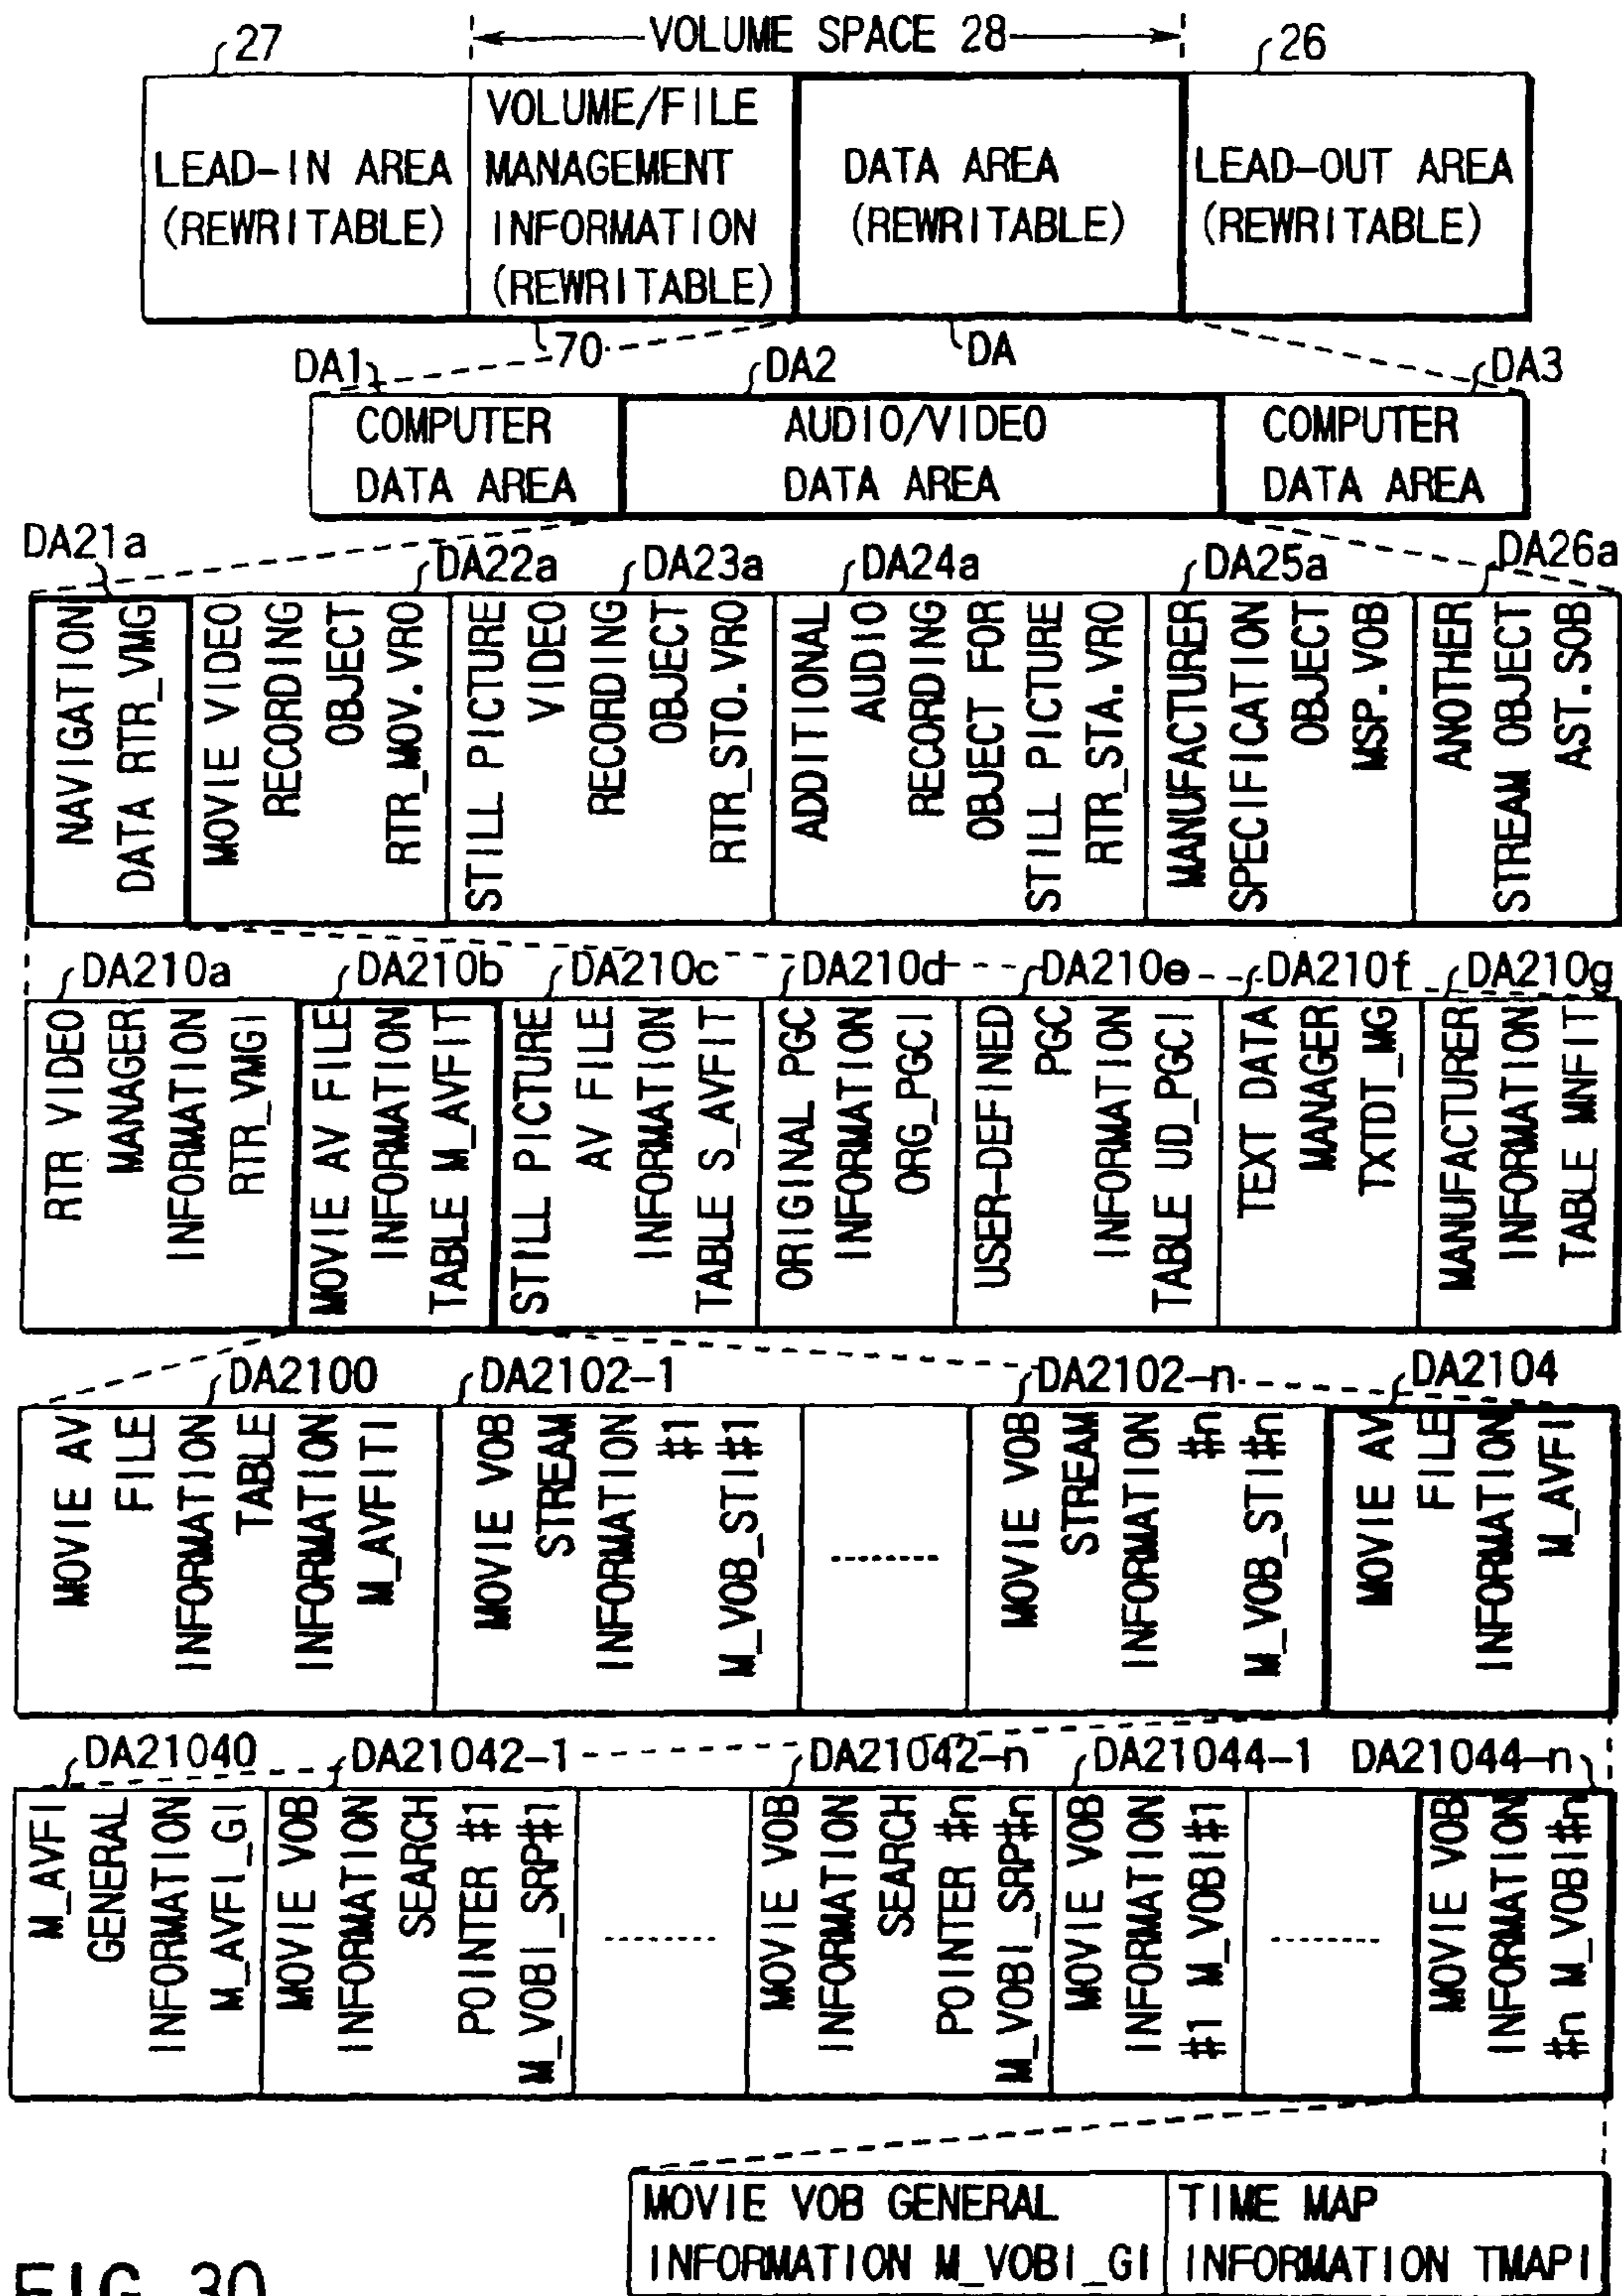 27
VOLUME SPACE 28
26
LEAD-IN AREA
(REWRITABLE)
VOLUME/FILE
MANAGEMENT
INFORMATION
(REWRITABLE)
DATA AREA
(REWRITABLE)
LEAD-OUT AREA
(REWRITABLE)
70
DA
DA1
DA2
DA3
COMPUTER
DATA AREA
AUDIO/VIDEO
DATA AREA
COMPUTER
DATA AREA
DA21a
DA22a
DA23a
DA24a
DA25a
DA26a
NAVIGATION
DATA RTR_VMG
MOVIE VIDEO
RECORDING
OBJECT
RTR_MOV.VRO
STILL PICTURE
VIDEO
RECORDING
OBJECT
RTR_STO.VRO
ADDITIONAL
AUDIO
RECORDING
OBJECT FOR
STILL PICTURE
RTR_STA.VRO
MANUFACTURER
SPECIFICATION
OBJECT
MSP.VOB
ANOTHER
STREAM OBJECT
AST.SOB
DA210a
DA210b
DA210c
DA210d
DA210e
DA210f
DA210g
RTR VIDEO
MANAGER
INFORMATION
RTR_VMGI
MOVIE AV FILE
INFORMATION
TABLE M_AVFIT
STILL PICTURE
AV FILE
INFORMATION
TABLE S_AVFIT
ORIGINAL PGC
INFORMATION
ORG_PGCI
USER-DEFINED
PGC
INFORMATION
TABLE UD_PGCI
TEXT DATA
MANAGER
TXTDT_MG
MANUFACTURER
INFORMATION
TABLE MNFIT
DA2100
DA2102-1
DA2102-n
DA2104
MOVIE AV
FILE
INFORMATION
TABLE
INFORMATION
M_AVFITI
MOVIE VOB
STREAM
INFORMATION
#1
M_VOB_STI#1
MOVIE VOB
STREAM
INFORMATION
#n
M_VOB_STI#n
MOVIE AV
FILE
INFORMATION
M_AVFI
DA21040
DA21042-1
DA21042-n
DA21044-1
DA21044-n
M_AVFI
GENERAL
INFORMATION
M_AVFI_GI
MOVIE VOB
INFORMATION
SEARCH
POINTER #1
M_VOBI_SRP#1
MOVIE VOB
INFORMATION
SEARCH
POINTER #n
M_VOBI_SRP#n
MOVIE VOB
INFORMATION
#1 M_VOBI#1
MOVIE VOB
INFORMATION
#n M_VOBI#n
MOVIE VOB GENERAL
INFORMATION M_VOBI_GI
TIME MAP
INFORMATION TMAPI
FIG. 30